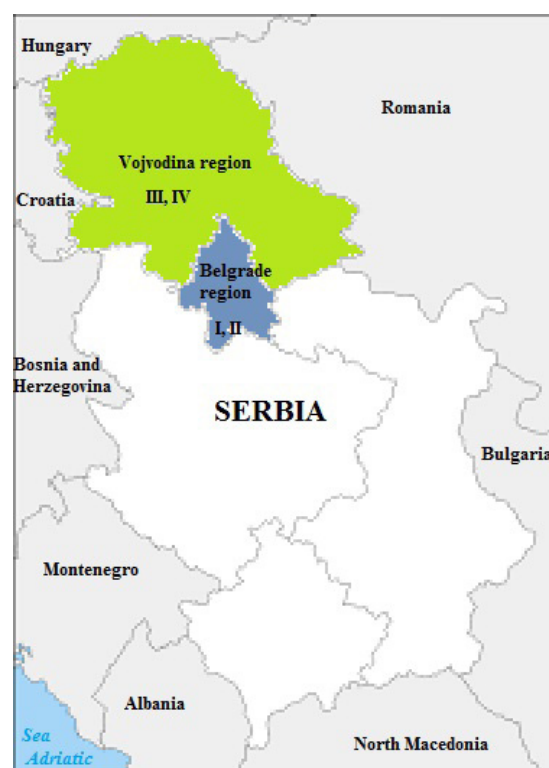 Hungary
Romania
Vojvodina region
III, IV
Croatia
Belgrade
region
I, II
Bosnia and
Herzegovina
SERBIA
Bulgaria
Montenegro
Albania
Sea
Adriatic
North Macedonia